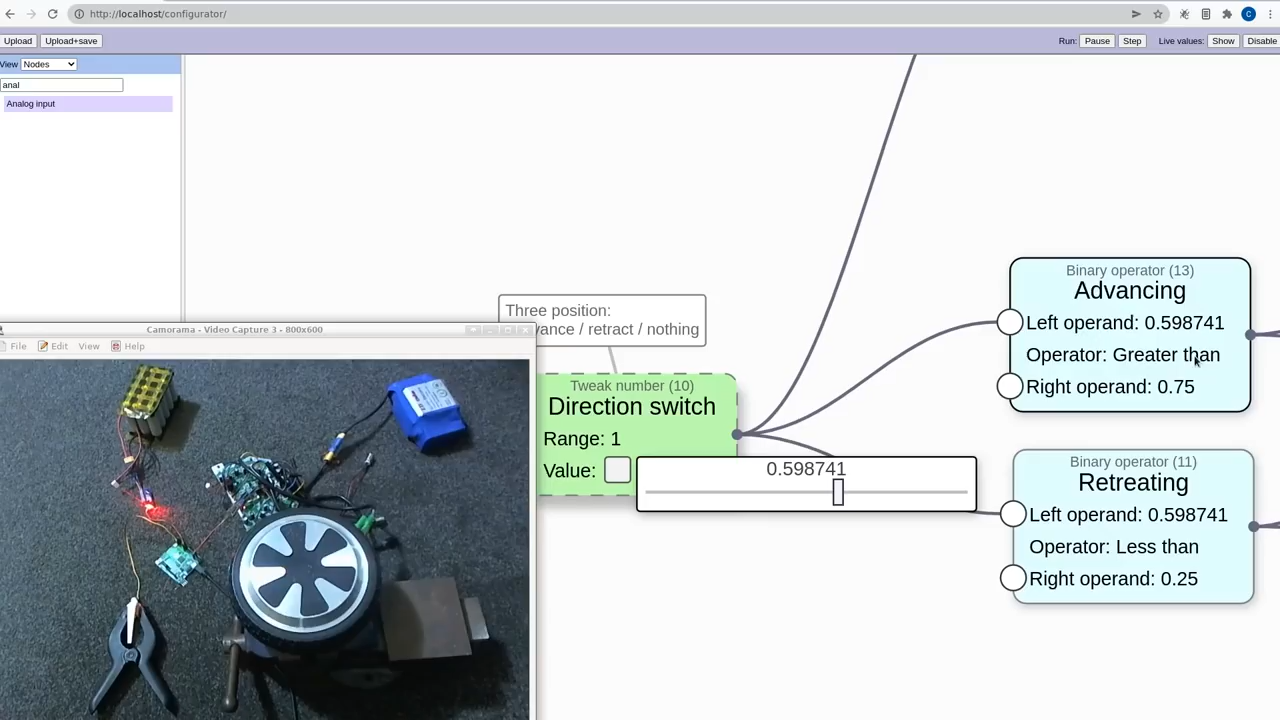 http://localhost/configurator/
Upload
Upload+save
Run:
Pause
Step
Live values:
Show
Disable
View
Nodes
anal
Analog input
Three position:
vance / retract / nothing
Tweak number (10)
Direction switch
Range: 1
Value:
0.598741
Binary operator (13)
Advancing
Left operand: 0.598741
Operator: Greater than
Right operand: 0.75
Binary operator (11)
Retreating
Left operand: 0.598741
Operator: Less than
Right operand: 0.25
Camorama - Video Capture 3 - 800x600
File
Edit
View
Help